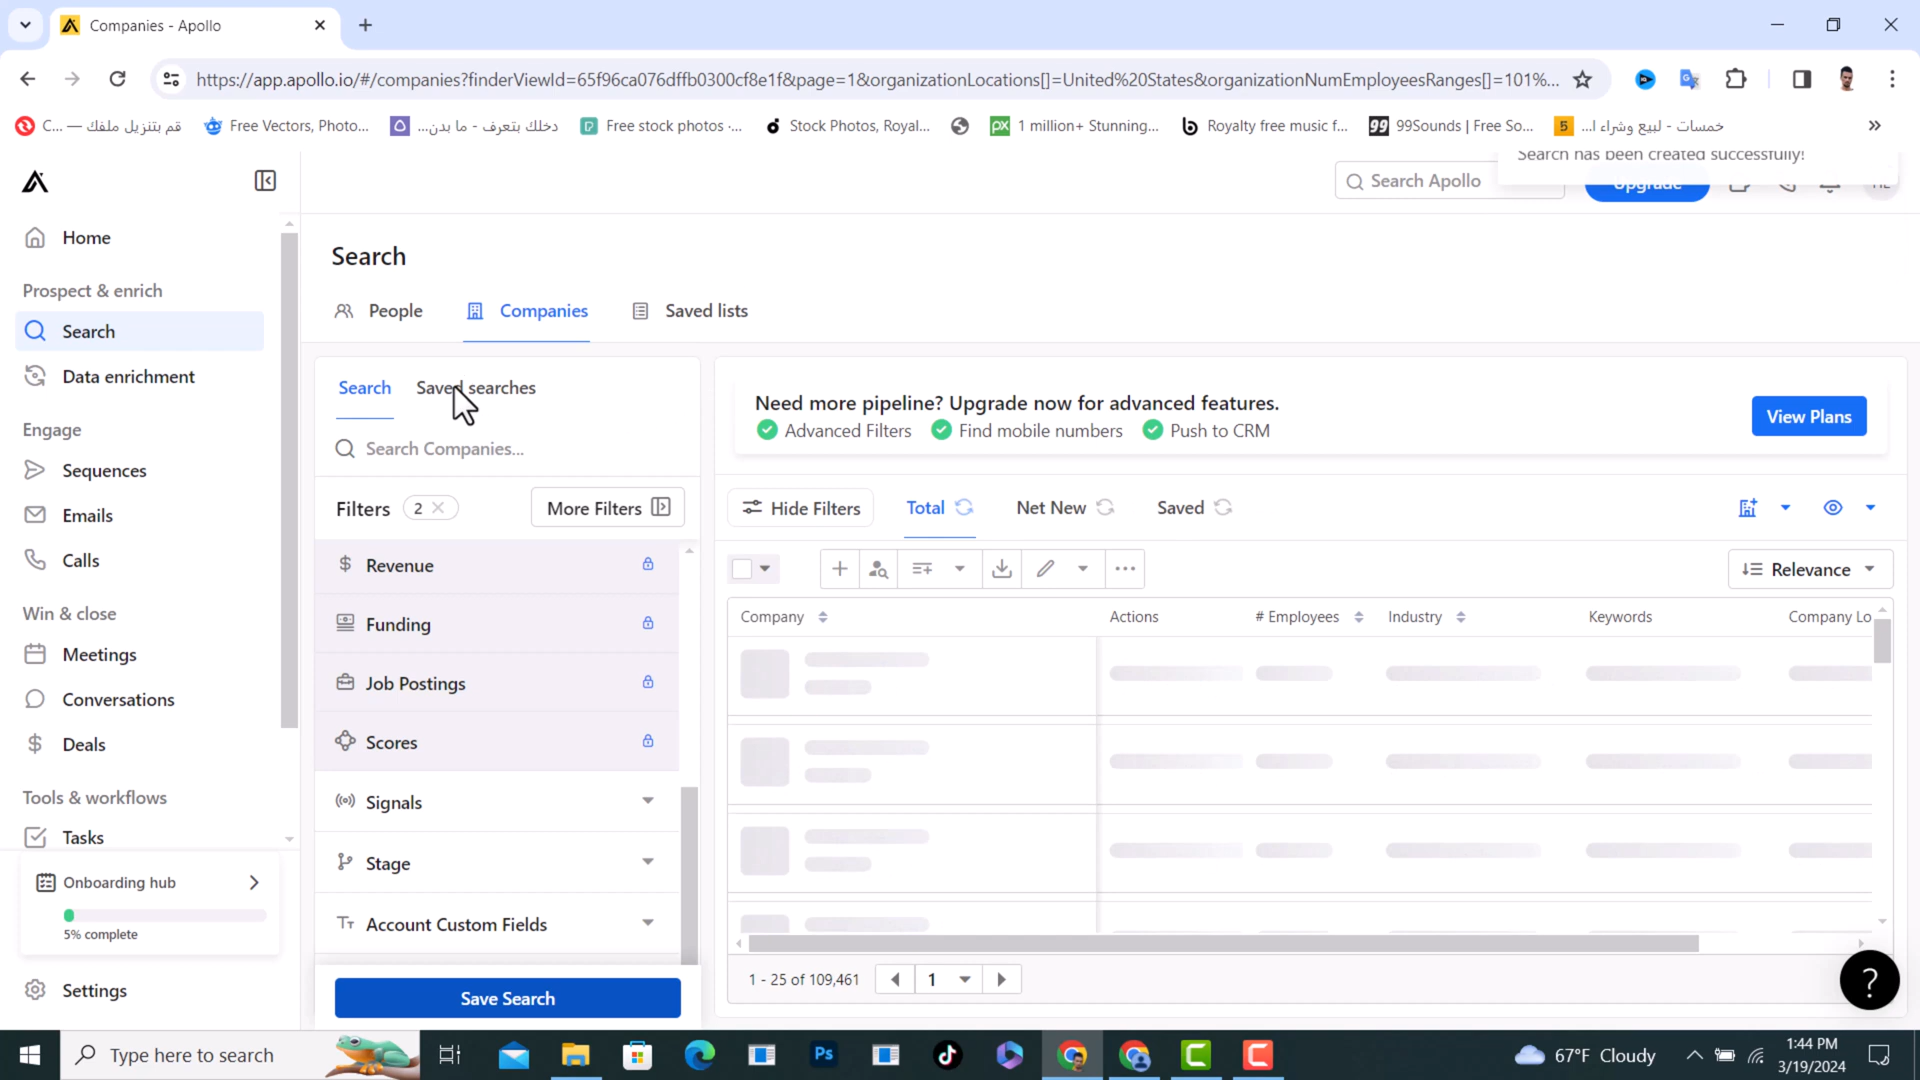 Companies - Apollo
https://app.apollo.io/#/companies?finderViewId=65f96ca076dffb0300cf8e1f&page=1&organizationLocations[]=United%20States&organizationNumEmployeesRanges[]=101%...
قم بتنزيل ملفك — C...
Free Vectors, Photo...
دخلك بتعرف - ما بدن...
Free stock photos ·...
Stock Photos, Royal...
1 million+ Stunning...
Royalty free music f...
99Sounds | Free So...
خمسات - لبيع وشراء ا...
Search has been created successfully!
Search Apollo
Upgrade
Home
Prospect & enrich
Search
Data enrichment
Engage
Sequences
Emails
Calls
Win & close
Meetings
Conversations
Deals
Tools & workflows
Tasks
Onboarding hub
5% complete
Settings
Search
People
Companies
Saved lists
Search
Saved searches
Search Companies...
Filters
2
More Filters
Revenue
Funding
Job Postings
Scores
Signals
Stage
Account Custom Fields
Save Search
Need more pipeline? Upgrade now for advanced features.
Advanced Filters
Find mobile numbers
Push to CRM
View Plans
Hide Filters
Total
Net New
Saved
Relevance
Company
Actions
# Employees
Industry
Keywords
Company Lo
1 - 25 of 109,461
1
?
Type here to search
Ps
67°F Cloudy
1:44 PM
3/19/2024